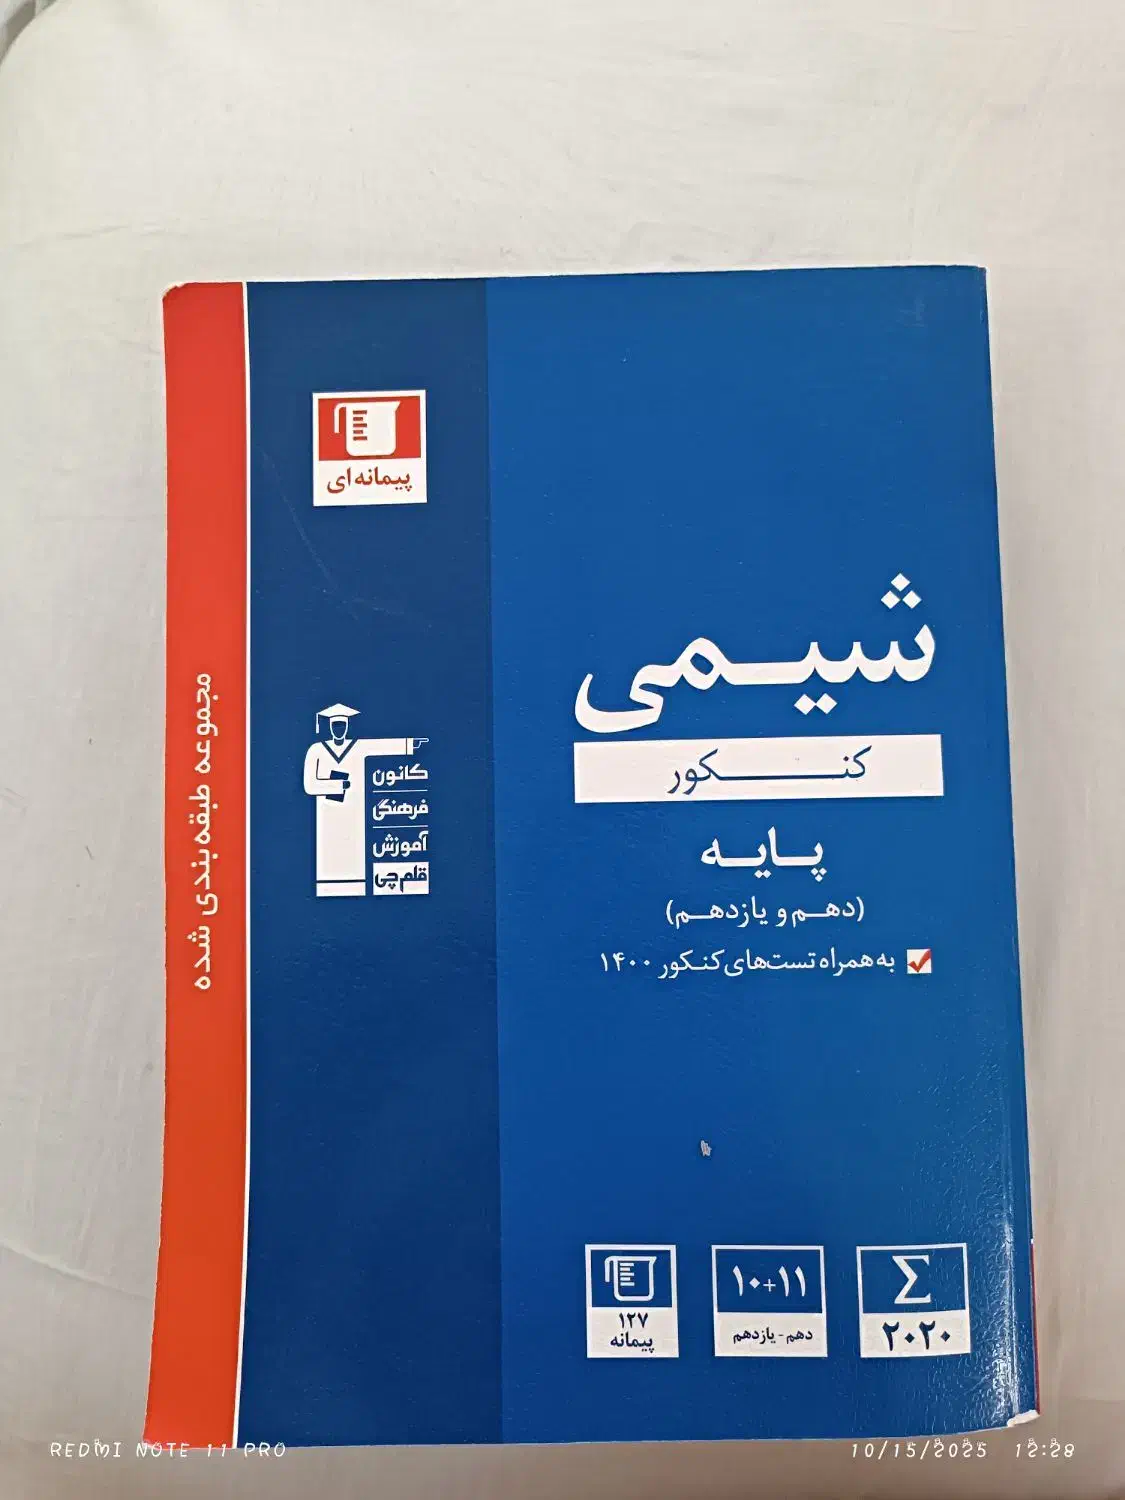 پیمانه‌ای
شیمی
کنکور
پایه
(دهم و یازدهم)
به همراه تست‌های کنکور ۱۴۰۰
کانون
فرهنگی
آموزش
قلم‌چی
مجموعه طبقه‌بندی شده
Σ
۲۰۲۰
۱۰+۱۱
دهم - یازدهم
۱۲۷
پیمانه
REDMI NOTE 11 PRO
10/15/2025 12:28